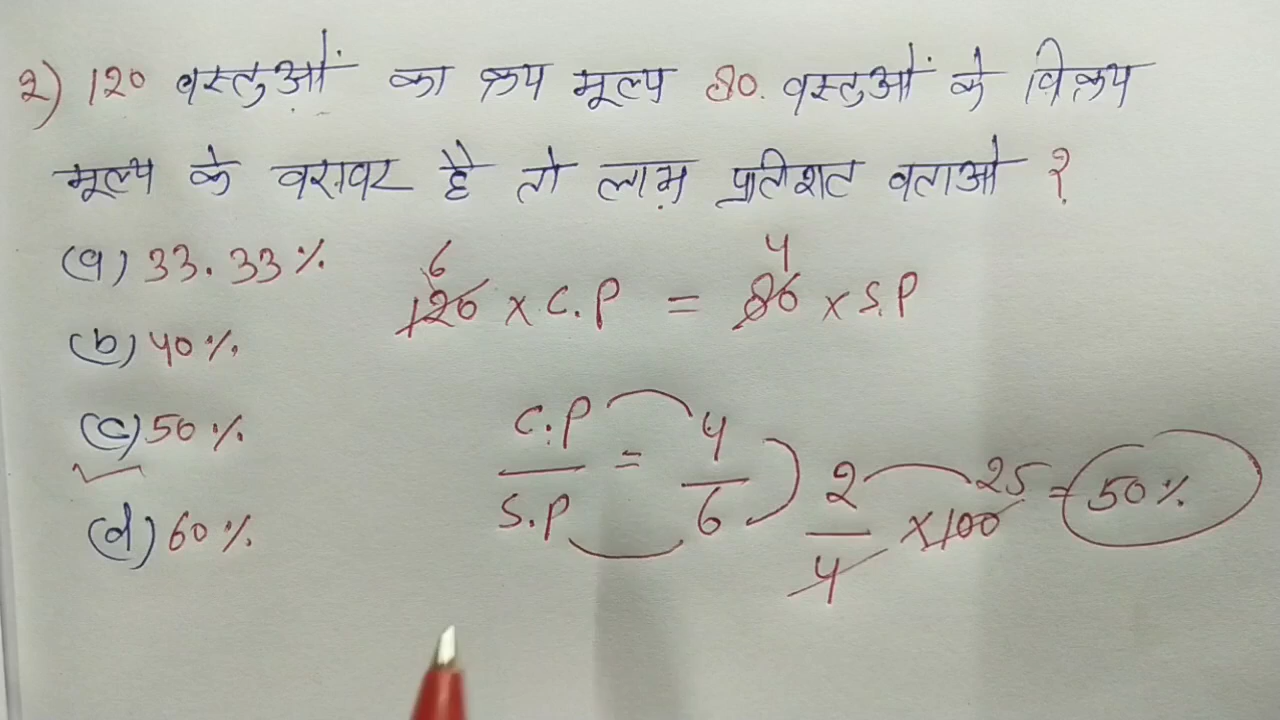 2) 120 वस्तुओं का क्रय मूल्य 80. वस्तुओं के विक्रय
मूल्य के बराबर है तो लाभ प्रतिशत बताओ ?
(a) 33.33%
6 4
120 × C.P = 80 × S.P
(b) 40%
(c) 50%
C.P / S.P = 4 / 6
2 / 4 × 100 25 = 50%
(d) 60%